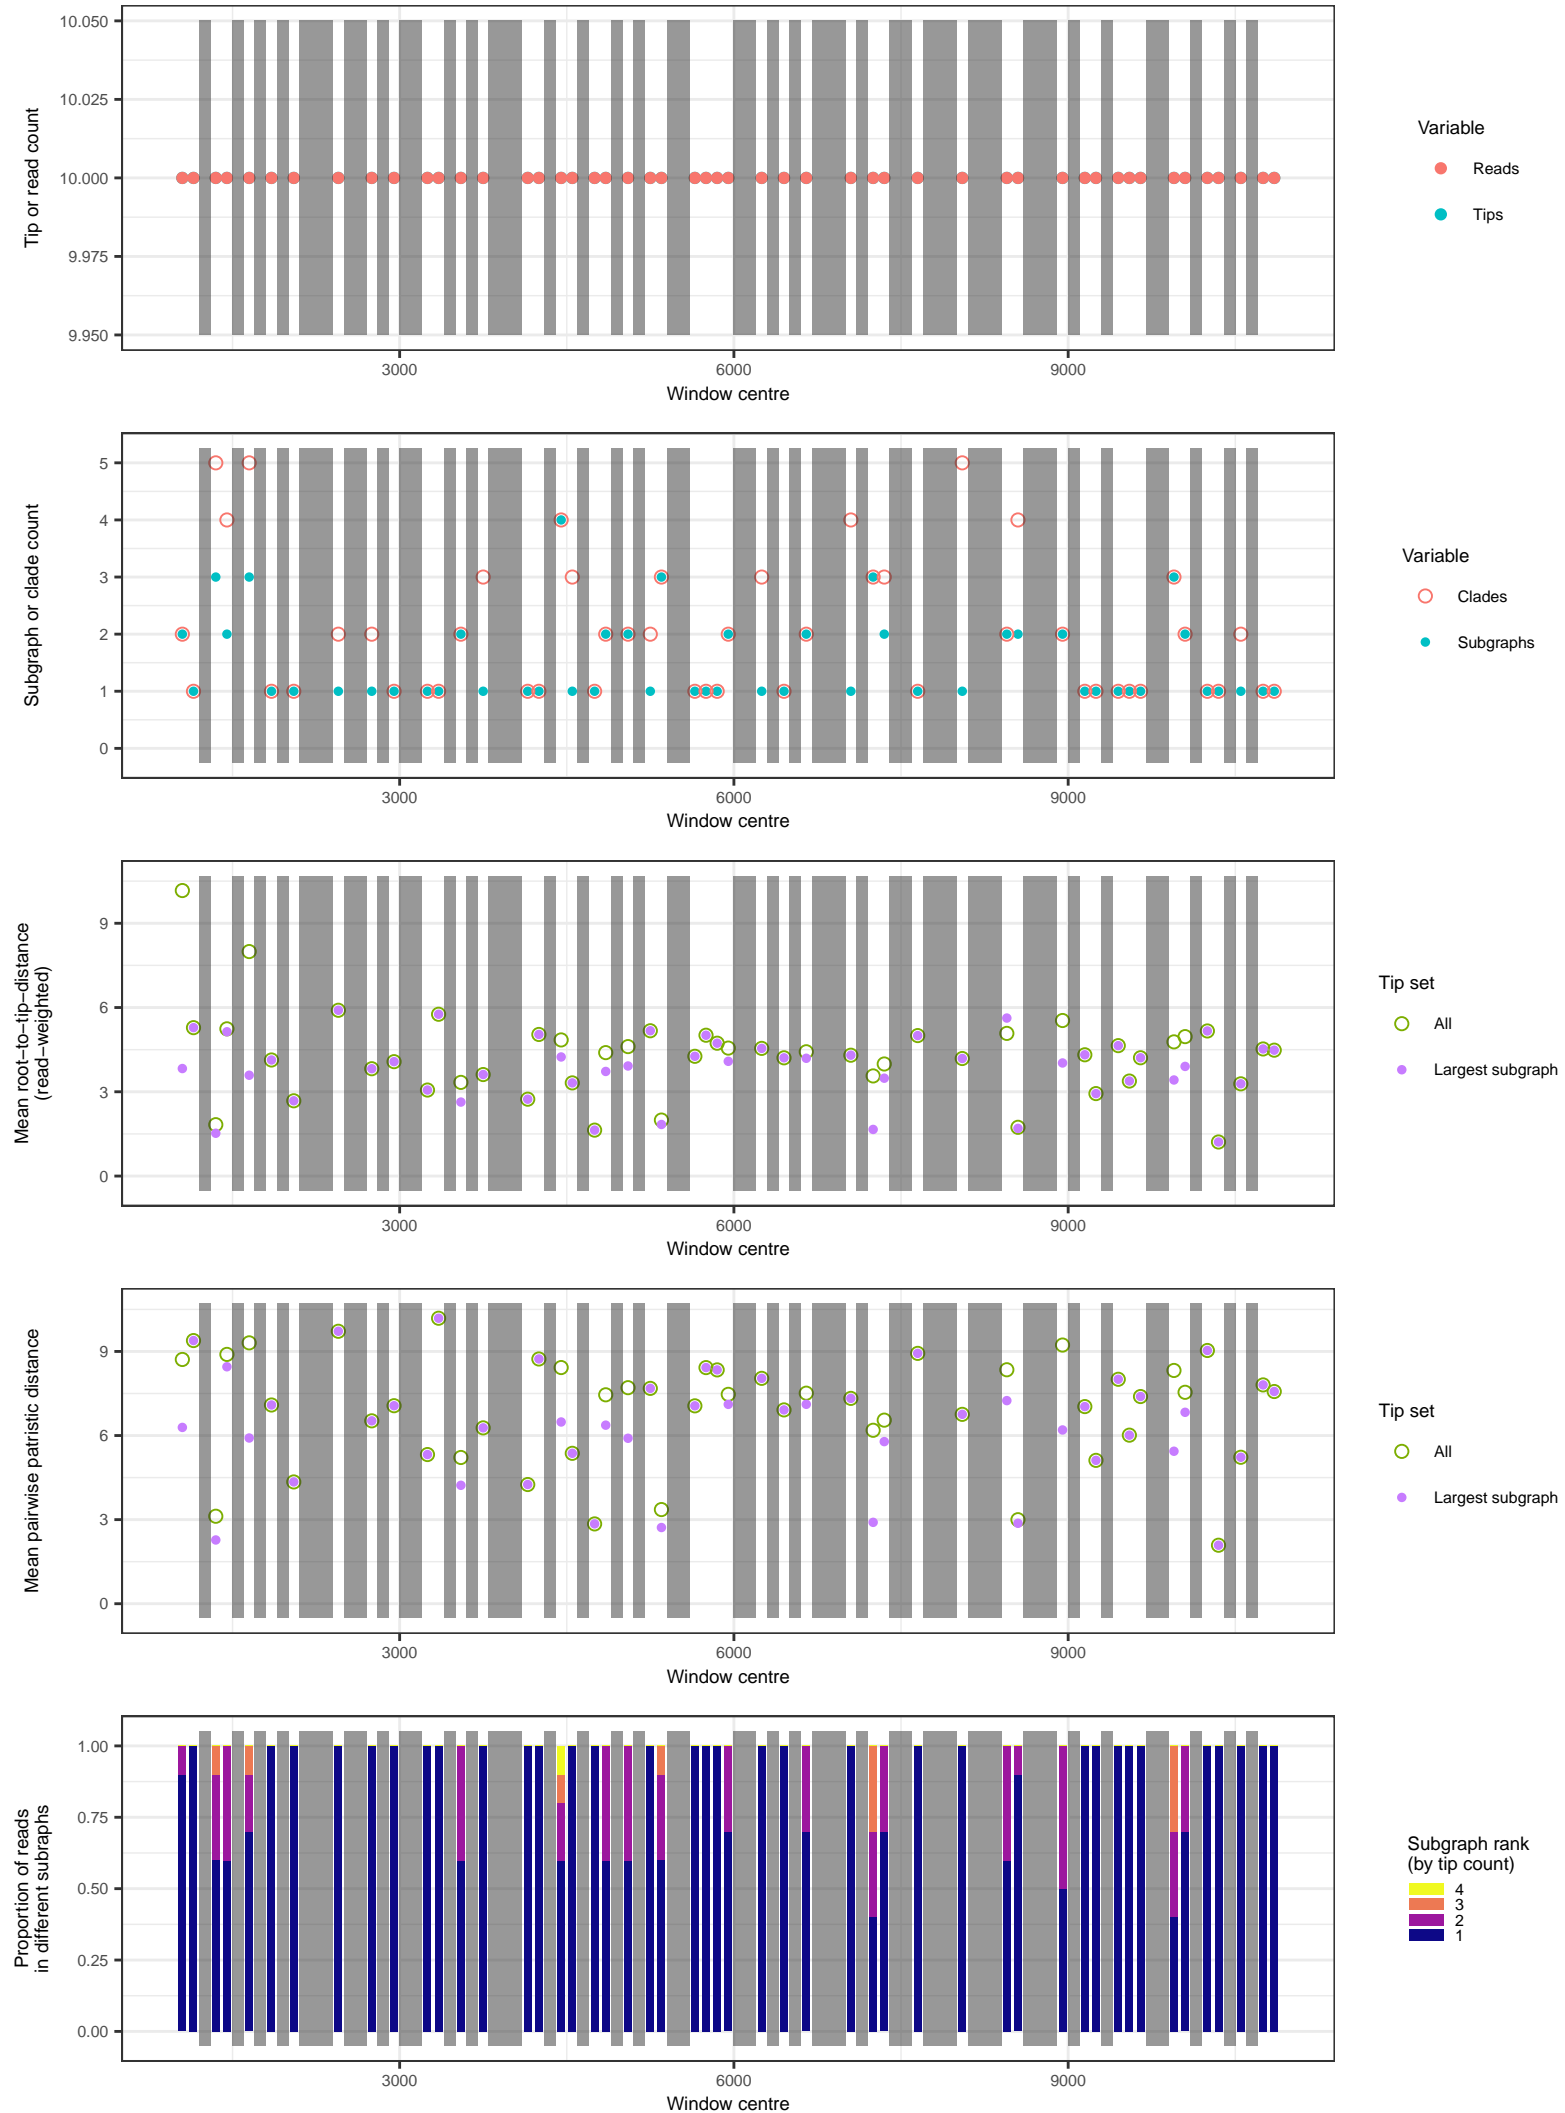 10.050
10.025
10.000
9.975
9.950
Tip or read count
3000
6000
9000
Window centre
Variable
Reads
Tips
5
4
3
2
1
0
Subgraph or clade count
3000
6000
9000
Window centre
Variable
Clades
Subgraphs
9
6
3
0
Mean root−to−tip−distance
(read−weighted)
3000
6000
9000
Window centre
Tip set
All
Largest subgraph
9
6
3
0
Mean pairwise patristic distance
3000
6000
9000
Window centre
Tip set
All
Largest subgraph
1.00
0.75
0.50
0.25
0.00
Proportion of reads
in different subraphs
3000
6000
9000
Window centre
Subgraph rank
(by tip count)
4
3
2
1